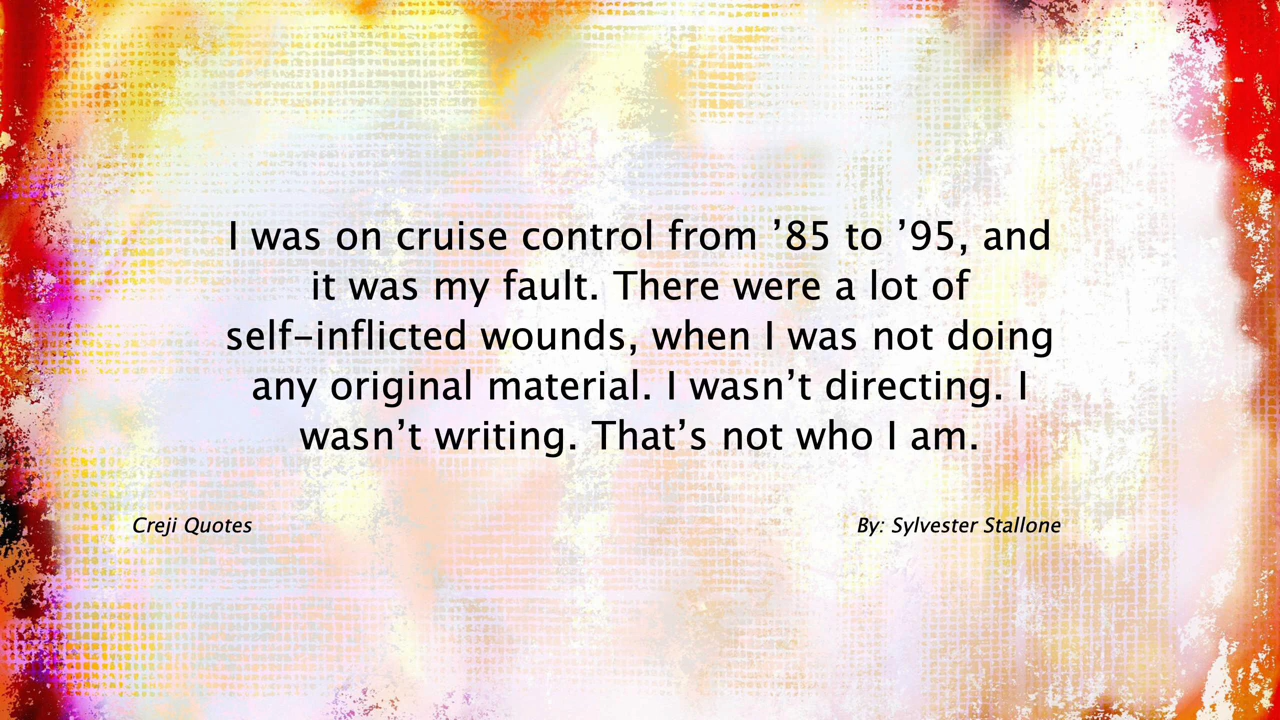 I was on cruise control from ’85 to ’95, and
it was my fault. There were a lot of
self-inflicted wounds, when I was not doing
any original material. I wasn’t directing. I
wasn’t writing. That’s not who I am.
Creji Quotes
By: Sylvester Stallone